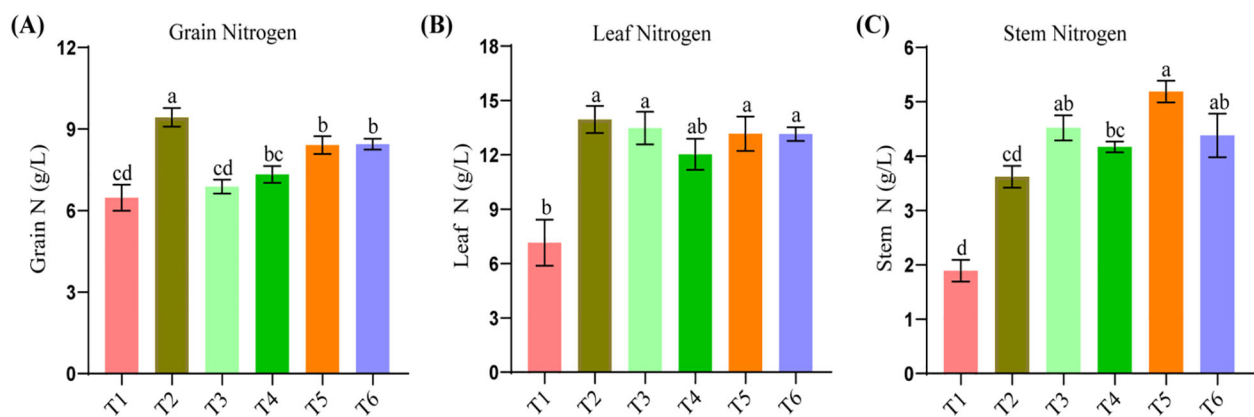 (A)
Grain Nitrogen
Grain N (g/L)
12
9
6
3
0
cd
a
cd
bc
b
b
T1 T2 T3 T4 T5 T6
(B)
Leaf Nitrogen
Leaf N (g/L)
18
15
12
9
6
3
0
b
a
a
ab
a
a
T1 T2 T3 T4 T5 T6
(C)
Stem Nitrogen
Stem N (g/L)
6
5
4
3
2
1
0
d
cd
ab
bc
a
ab
T1 T2 T3 T4 T5 T6